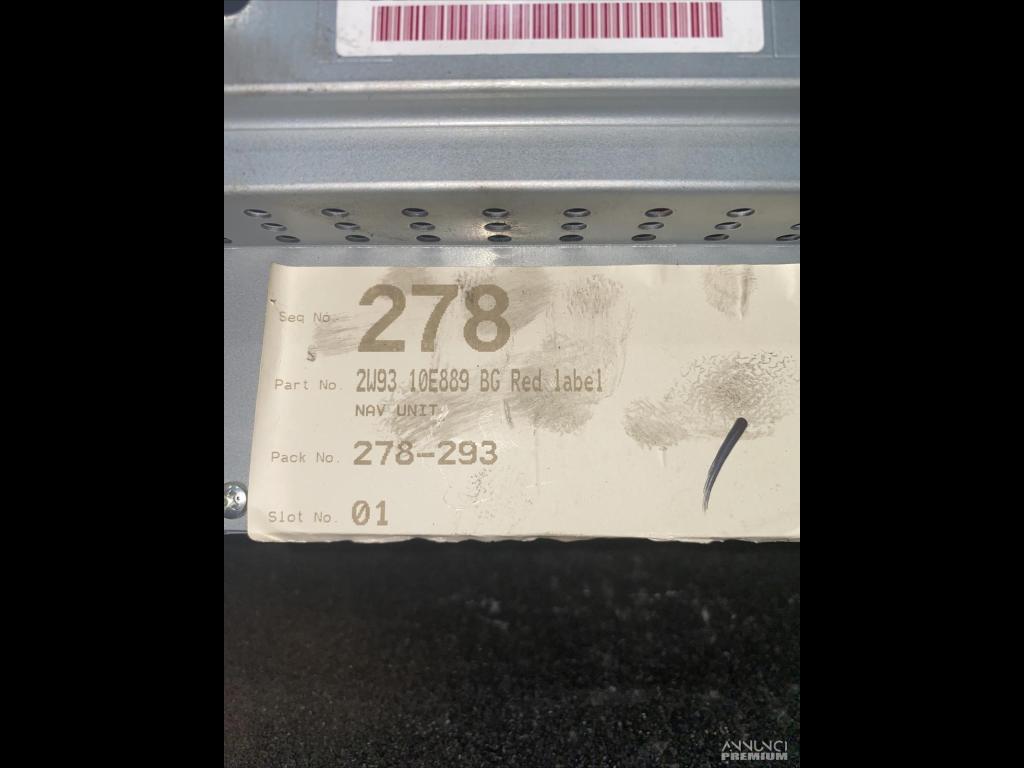 Seq No. 278
Part No. 2W93 10E889 BG Red label
NAV UNIT
Pack No. 278-293
Slot No. 01
ANNUNCI
PREMIUM